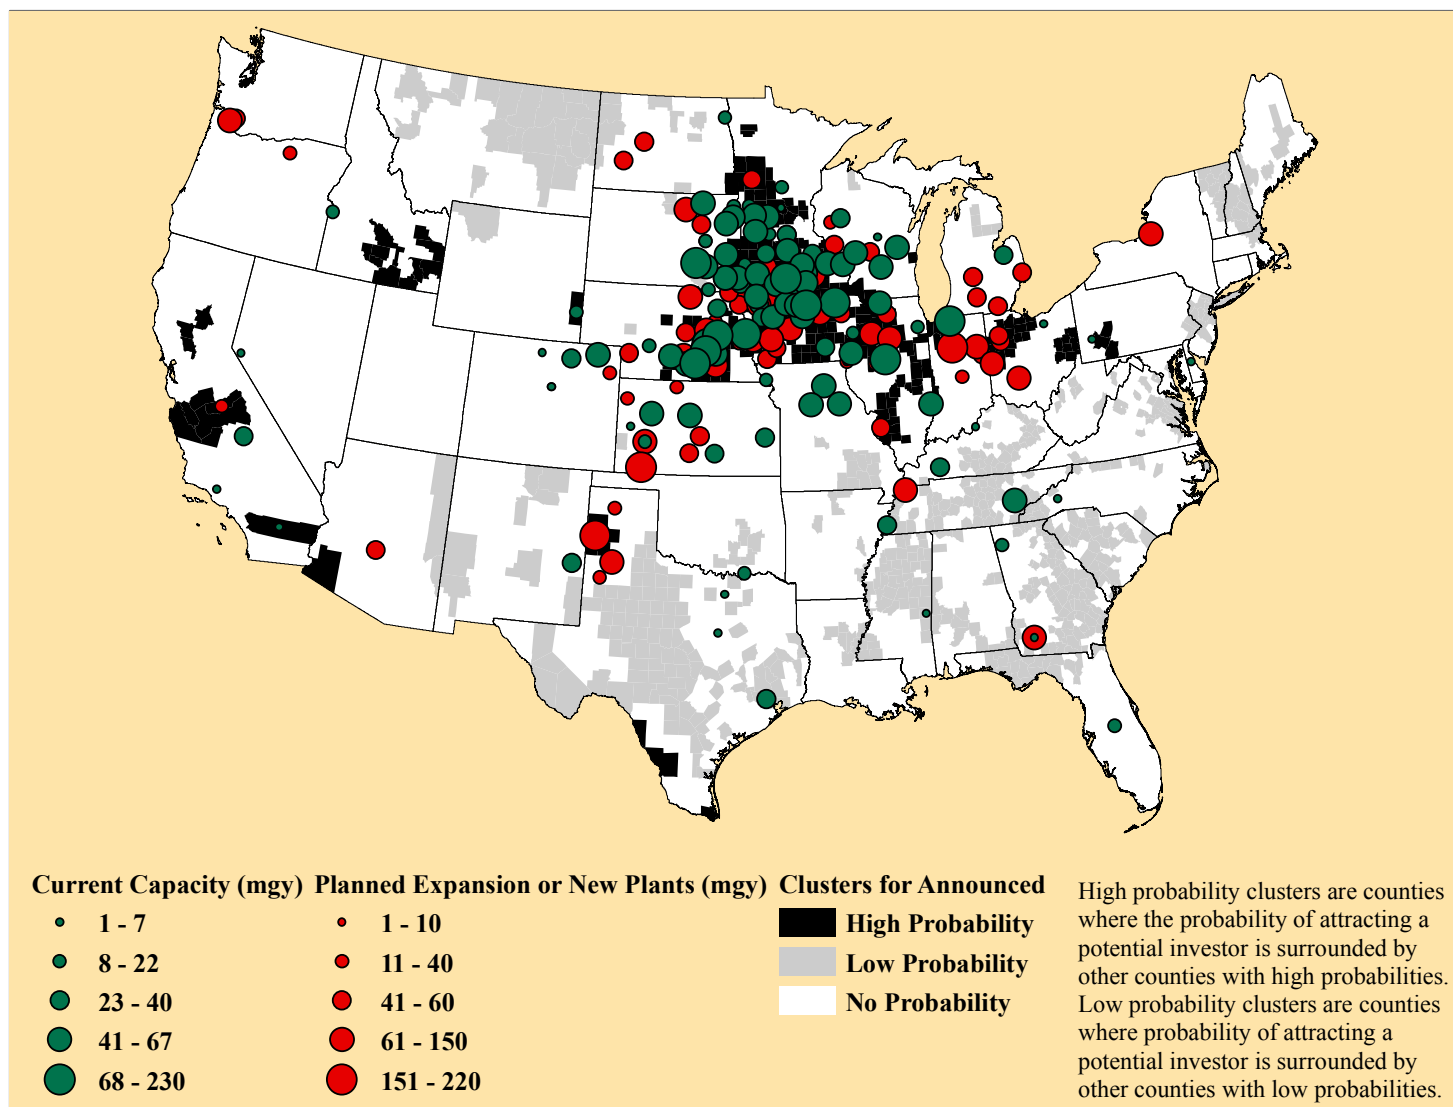 Current Capacity (mgy)
1 - 7
8 - 22
23 - 40
41 - 67
68 - 230
Planned Expansion or New Plants (mgy)
1 - 10
11 - 40
41 - 60
61 - 150
151 - 220
Clusters for Announced
High Probability
Low Probability
No Probability
High probability clusters are counties
where the probability of attracting a
potential investor is surrounded by
other counties with high probabilities.
Low probability clusters are counties
where probability of attracting a
potential investor is surrounded by
other counties with low probabilities.